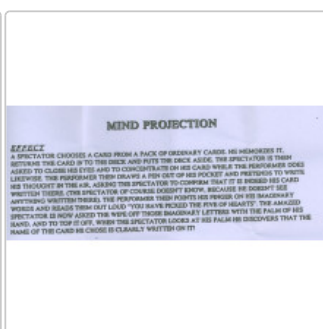 MIND PROJECTION
EFFECT
A SPECTATOR CHOOSES A CARD FROM A PACK OF ORDINARY CARDS. HE MEMORIZES IT,
RETURNS THE CARD IN TO THE DECK AND PUTS THE DECK ASIDE. THE SPECTATOR IS THEN
ASKED TO CLOSE HIS EYES AND TO CONCENTRATE ON HIS CARD WHILE THE PERFORMER DOES
LIKEWISE. THE PERFORMER THEN DRAWS A PEN OUT OF HIS POCKET AND PRETENDS TO WRITE
HIS THOUGHT IN THE AIR, ASKING THE SPECTATOR TO CONFIRM THAT IT IS INDEED HIS CARD
WRITTEN THERE. (THE SPECTATOR OF COURSE DOESN'T KNOW, BECAUSE HE DOESN'T SEE
ANYTHING WRITTEN THERE). THE PERFORMER THEN POINTS HIS FINGER ON HIS IMAGINARY
WORDS AND READS THEM OUT LOUD "YOU HAVE PICKED THE FIVE OF HEARTS". THE AMAZED
SPECTATOR IS NOW ASKED THE WIPE OFF THOSE IMAGINARY LETTERS WITH THE PALM OF HIS
HAND. AND TO TOP IT OFF, WHEN THE SPECTATOR LOOKS AT HIS PALM HE DISCOVERS THAT THE
NAME OF THE CARD HE CHOSE IS CLEARLY WRITTEN ON IT!